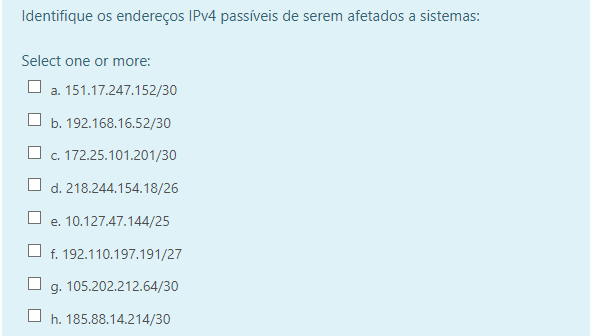 Identifique os endereços IPv4 passíveis de serem afetados a sistemas:
Select one or more:
a. 151.17.247.152/30
b. 192.168.16.52/30
c. 172.25.101.201/30
d. 218.244.154.18/26
e. 10.127.47.144/25
f. 192.110.197.191/27
g. 105.202.212.64/30
h. 185.88.14.214/30